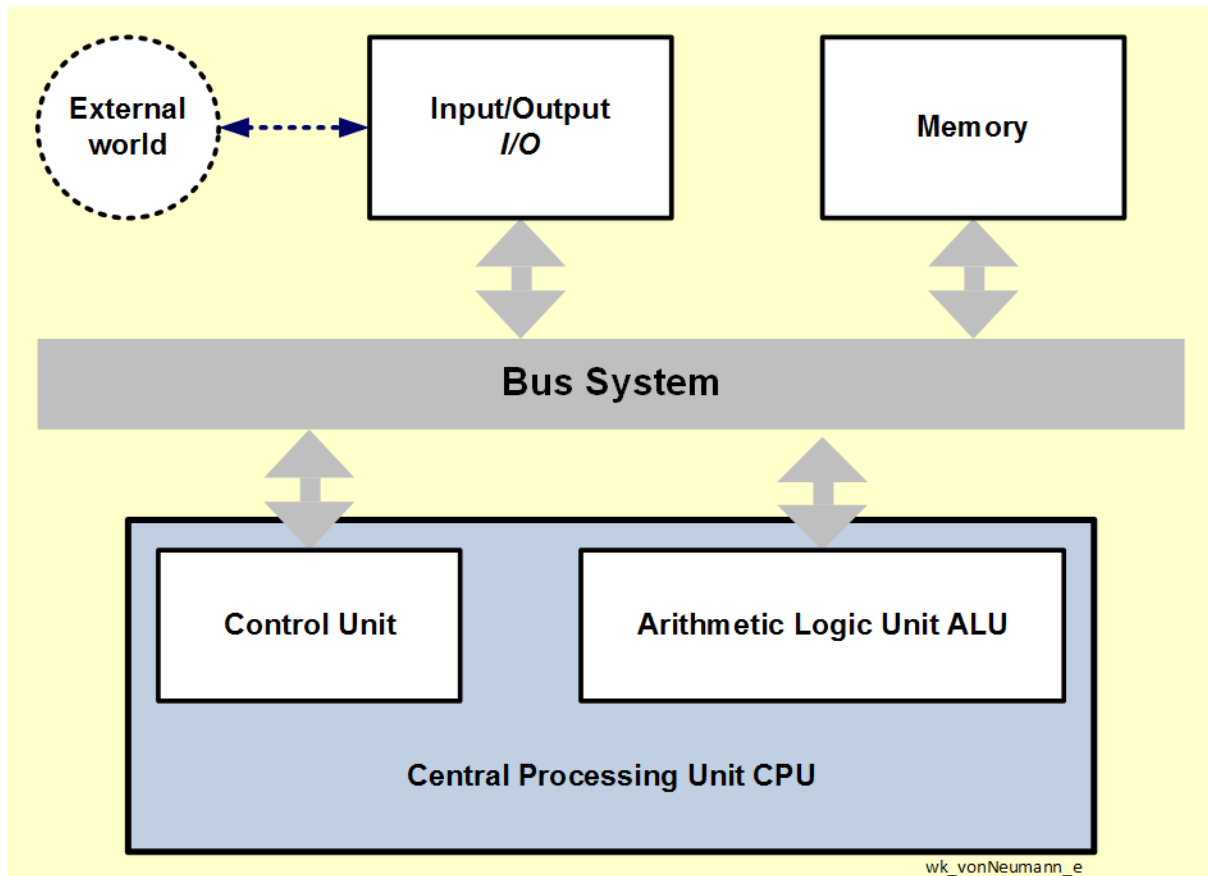 External
world
Input/Output
I/O
Memory
Bus System
Control Unit
Arithmetic Logic Unit ALU
Central Processing Unit CPU
wk_vonNeumann_e